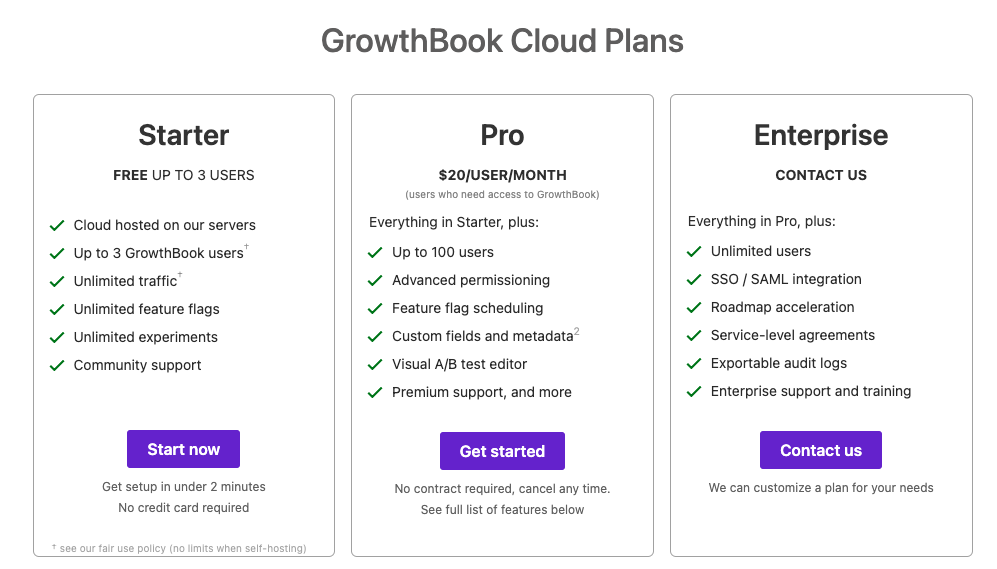 GrowthBook Cloud Plans
Starter
FREE UP TO 3 USERS
Cloud hosted on our servers
Up to 3 GrowthBook users†
Unlimited traffic†
Unlimited feature flags
Unlimited experiments
Community support
Start now
Get setup in under 2 minutes
No credit card required
† see our fair use policy (no limits when self-hosting)
Pro
$20/USER/MONTH
(users who need access to GrowthBook)
Everything in Starter, plus:
Up to 100 users
Advanced permissioning
Feature flag scheduling
Custom fields and metadata2
Visual A/B test editor
Premium support, and more
Get started
No contract required, cancel any time.
See full list of features below
Enterprise
CONTACT US
Everything in Pro, plus:
Unlimited users
SSO / SAML integration
Roadmap acceleration
Service-level agreements
Exportable audit logs
Enterprise support and training
Contact us
We can customize a plan for your needs